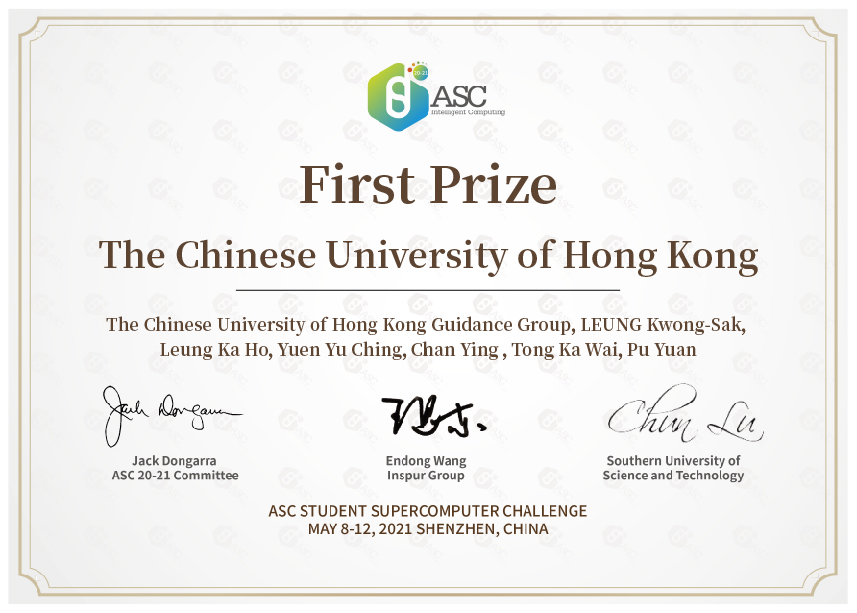 20-21
ASC
Intelligent Computing
First Prize
The Chinese University of Hong Kong
The Chinese University of Hong Kong Guidance Group, LEUNG Kwong-Sak,
Leung Ka Ho, Yuen Yu Ching, Chan Ying , Tong Ka Wai, Pu Yuan
Jack Dongarra
Chun Lu
Jack Dongarra
Endong Wang
Southern University of
ASC 20-21 Committee
Inspur Group
Science and Technology
ASC STUDENT SUPERCOMPUTER CHALLENGE
MAY 8-12, 2021 SHENZHEN, CHINA